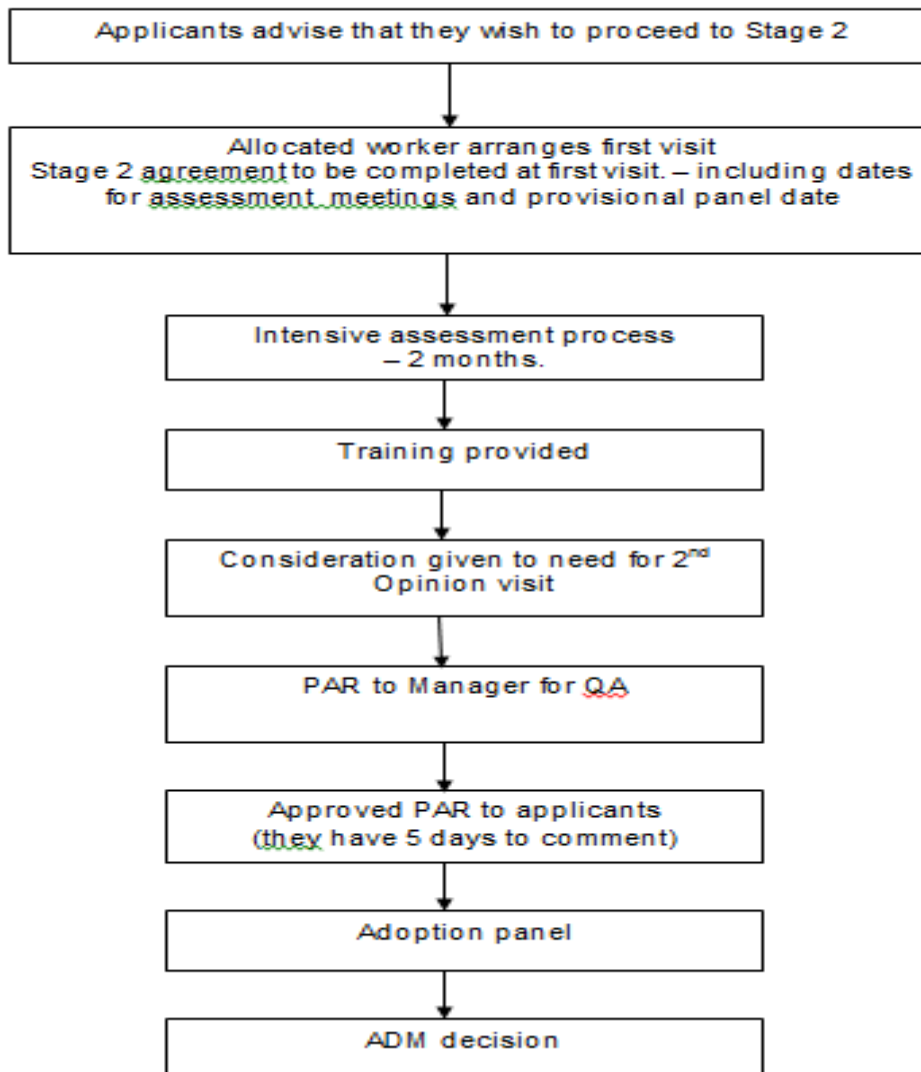 Applicants advise that they wish to proceed to Stage 2
Allocated worker arranges first visit
Stage 2 agreement to be completed at first visit. – including dates
for assessment meetings and provisional panel date
Intensive assessment process
– 2 months.
Training provided
Consideration given to need for 2nd
Opinion visit
PAR to Manager for QA
Approved PAR to applicants
(they have 5 days to comment)
Adoption panel
ADM decision